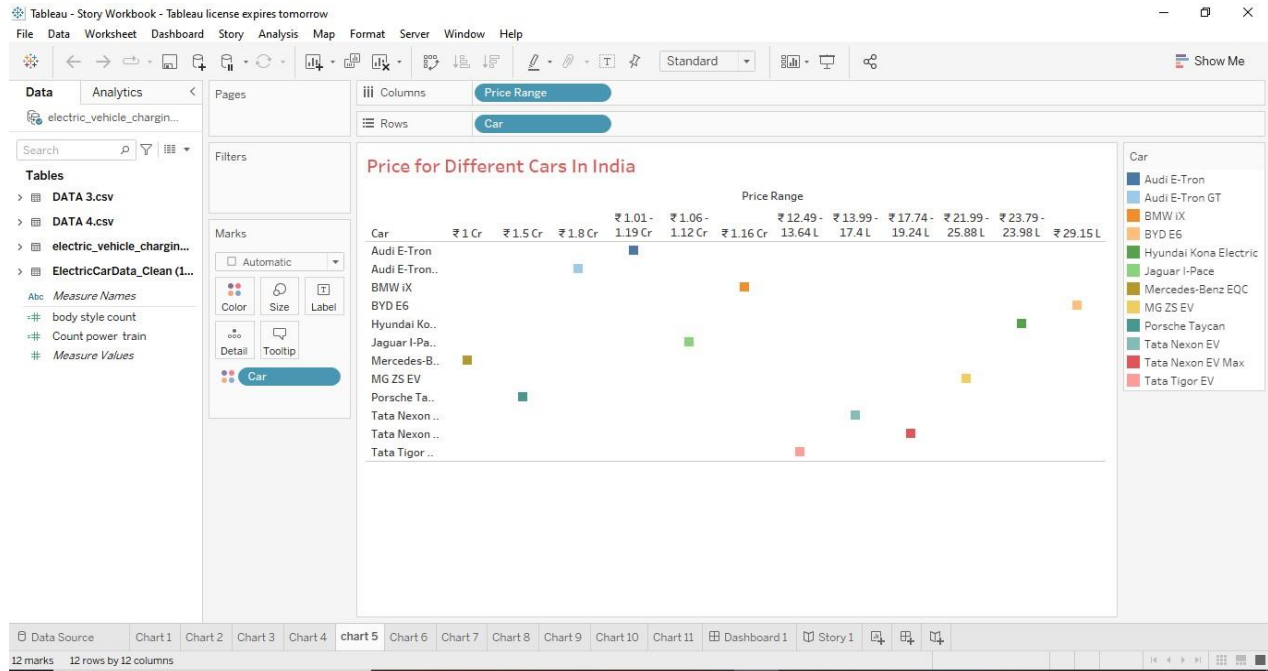 Tableau - Story Workbook - Tableau license expires tomorrow
File Data Worksheet Dashboard Story Analysis Map Format Server Window Help
Standard
Show Me
Data Analytics
electric_vehicle_chargin...
Search
Tables
DATA 3.csv
DATA 4.csv
electric_vehicle_chargin...
ElectricCarData_Clean (1...
Abc Measure Names
body style count
Count power train
Measure Values
Pages
Filters
Marks
Automatic
Color Size Label
Detail Tooltip
Car
Columns Price Range
Rows Car
Price for Different Cars In India
Price Range
Car ₹ 1 Cr ₹ 1.5 Cr ₹ 1.8 Cr ₹ 1.01 - 1.19 Cr ₹ 1.06 - 1.12 Cr ₹ 1.16 Cr ₹ 12.49 - 13.64 L ₹ 13.99 - 17.4 L ₹ 17.74 - 19.24 L ₹ 21.99 - 25.88 L ₹ 23.79 - 23.98 L ₹ 29.15 L
Audi E-Tron
Audi E-Tron..
BMW iX
BYD E6
Hyundai Ko..
Jaguar I-Pa..
Mercedes-B..
MG ZS EV
Porsche Ta..
Tata Nexon ..
Tata Nexon ..
Tata Tigor ..
Car
Audi E-Tron
Audi E-Tron GT
BMW iX
BYD E6
Hyundai Kona Electric
Jaguar I-Pace
Mercedes-Benz EQC
MG ZS EV
Porsche Taycan
Tata Nexon EV
Tata Nexon EV Max
Tata Tigor EV
Data Source Chart 1 Chart 2 Chart 3 Chart 4 chart 5 Chart 6 Chart 7 Chart 8 Chart 9 Chart 10 Chart 11 Dashboard 1 Story 1
12 marks 12 rows by 12 columns